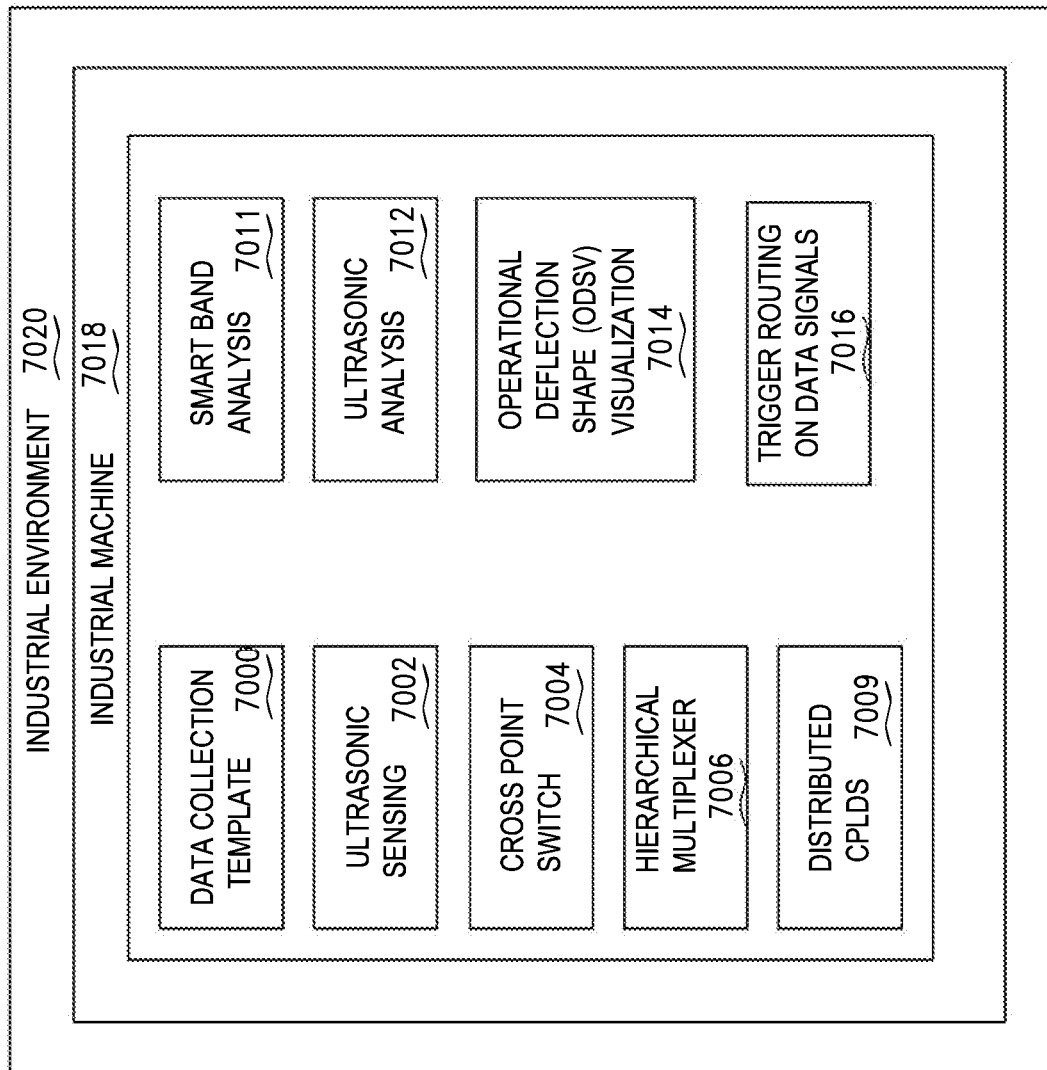 INDUSTRIAL ENVIRONMENT 7020
INDUSTRIAL MACHINE 7018
DATA COLLECTION
TEMPLATE 7000
ULTRASONIC
SENSING 7002
CROSS POINT
SWITCH 7004
HIERARCHICAL
MULTIPLEXER
7006
DISTRIBUTED
CPLDS 7009
SMART BAND
ANALYSIS 7011
ULTRASONIC
ANALYSIS 7012
OPERATIONAL
DEFLECTION
SHAPE (ODSV)
VISUALIZATION
7014
TRIGGER ROUTING
ON DATA SIGNALS
7016